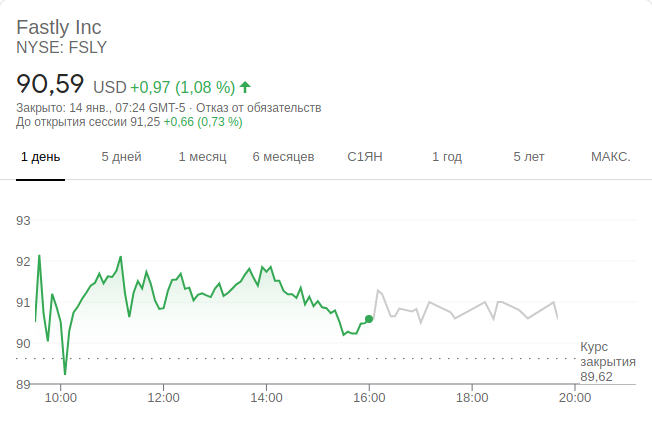 Fastly Inc
NYSE: FSLY
90,59 USD +0,97 (1,08 %)
Закрыто: 14 янв., 07:24 GMT-5 · Отказ от обязательств
До открытия сессии 91,25 +0,66 (0,73 %)
1 день 5 дней 1 месяц 6 месяцев С1ЯН 1 год 5 лет МАКС.
93
92
91
90
Курс
закрытия
89,62
89
10:00 12:00 14:00 16:00 18:00 20:00